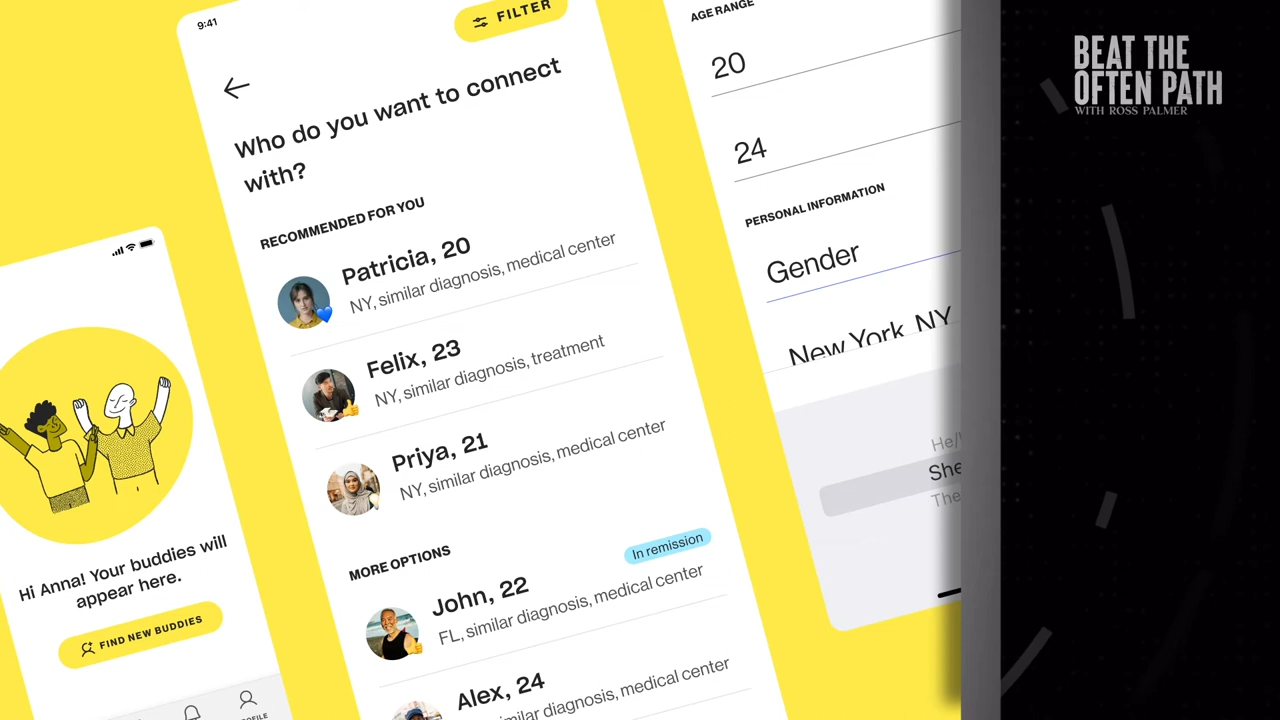 Hi Anna! Your buddies will
appear here.
FIND NEW BUDDIES
9:41
FILTER
Who do you want to connect
with?
RECOMMENDED FOR YOU
Patricia, 20
NY, similar diagnosis, medical center
Felix, 23
NY, similar diagnosis, treatment
Priya, 21
NY, similar diagnosis, medical center
MORE OPTIONS
In remission
John, 22
FL, similar diagnosis, medical center
Alex, 24
similar diagnosis, medical center
AGE RANGE
20
24
PERSONAL INFORMATION
Gender
New York, NY
He/
She
The
BEAT THE
OFTEN PATH
WITH ROSS PALMER